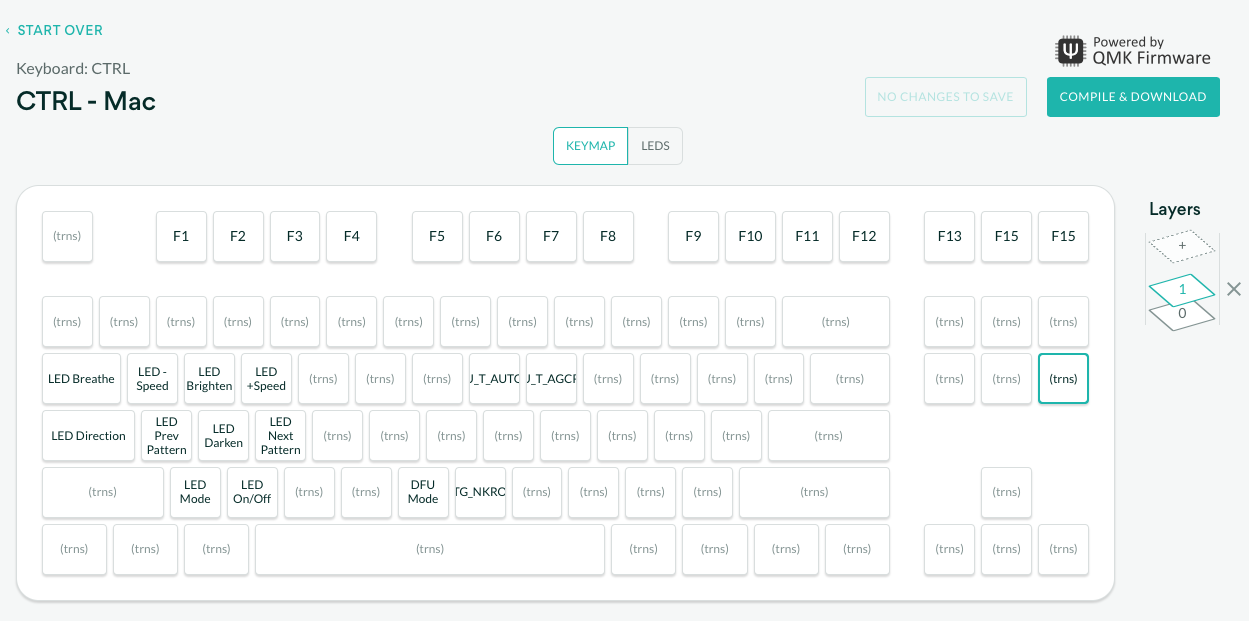 ‹ START OVER
Powered by
QMK Firmware
Keyboard: CTRL
CTRL - Mac
NO CHANGES TO SAVE
COMPILE & DOWNLOAD
KEYMAP LEDS
Layers
+
1
0
(trns) F1 F2 F3 F4 F5 F6 F7 F8 F9 F10 F11 F12 F13 F15 F15
(trns) (trns) (trns) (trns) (trns) (trns) (trns) (trns) (trns) (trns) (trns) (trns) (trns) (trns) (trns) (trns) (trns)
LED Breathe
LED -
Speed
LED
Brighten
LED
+Speed
(trns) (trns) (trns) U_T_AUTO U_T_AGCR (trns) (trns) (trns) (trns) (trns) (trns) (trns) (trns)
LED Direction
LED
Prev
Pattern
LED
Darken
LED
Next
Pattern
(trns) (trns) (trns) (trns) (trns) (trns) (trns) (trns) (trns)
(trns)
LED
Mode
LED
On/Off
(trns) (trns)
DFU
Mode
TG_NKRO (trns) (trns) (trns) (trns) (trns) (trns)
(trns) (trns) (trns) (trns) (trns) (trns) (trns) (trns) (trns) (trns) (trns)